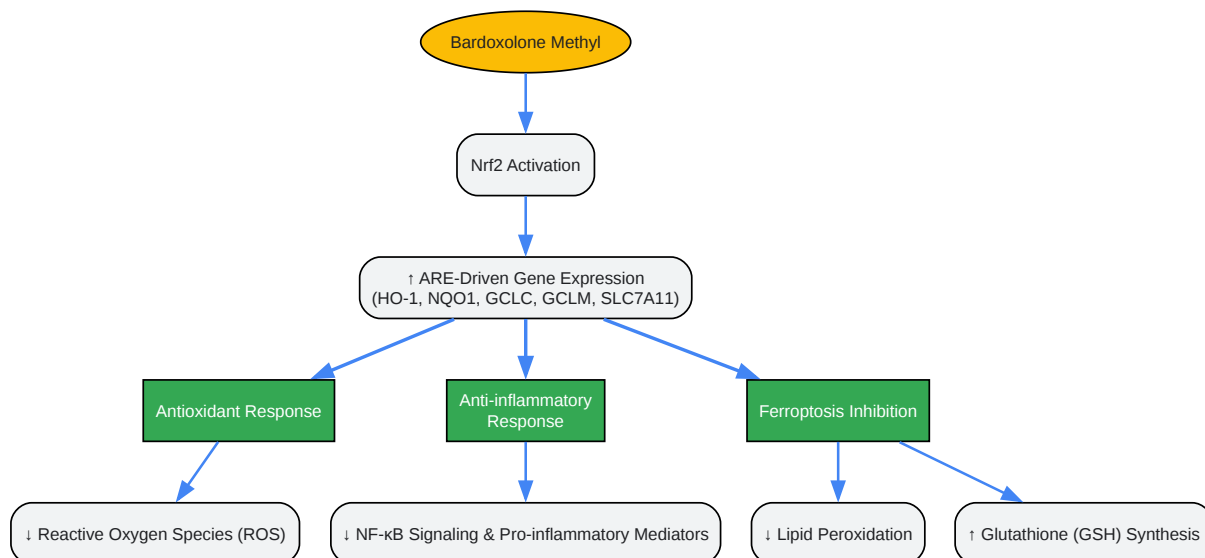 Bardoxolone Methyl
Nrf2 Activation
↑ ARE-Driven Gene Expression
(HO-1, NQO1, GCLC, GCLM, SLC7A11)
Antioxidant Response
Anti-inflammatory
Response
Ferroptosis Inhibition
↓ Reactive Oxygen Species (ROS)
↓ NF-κB Signaling & Pro-inflammatory Mediators
↓ Lipid Peroxidation
↑ Glutathione (GSH) Synthesis